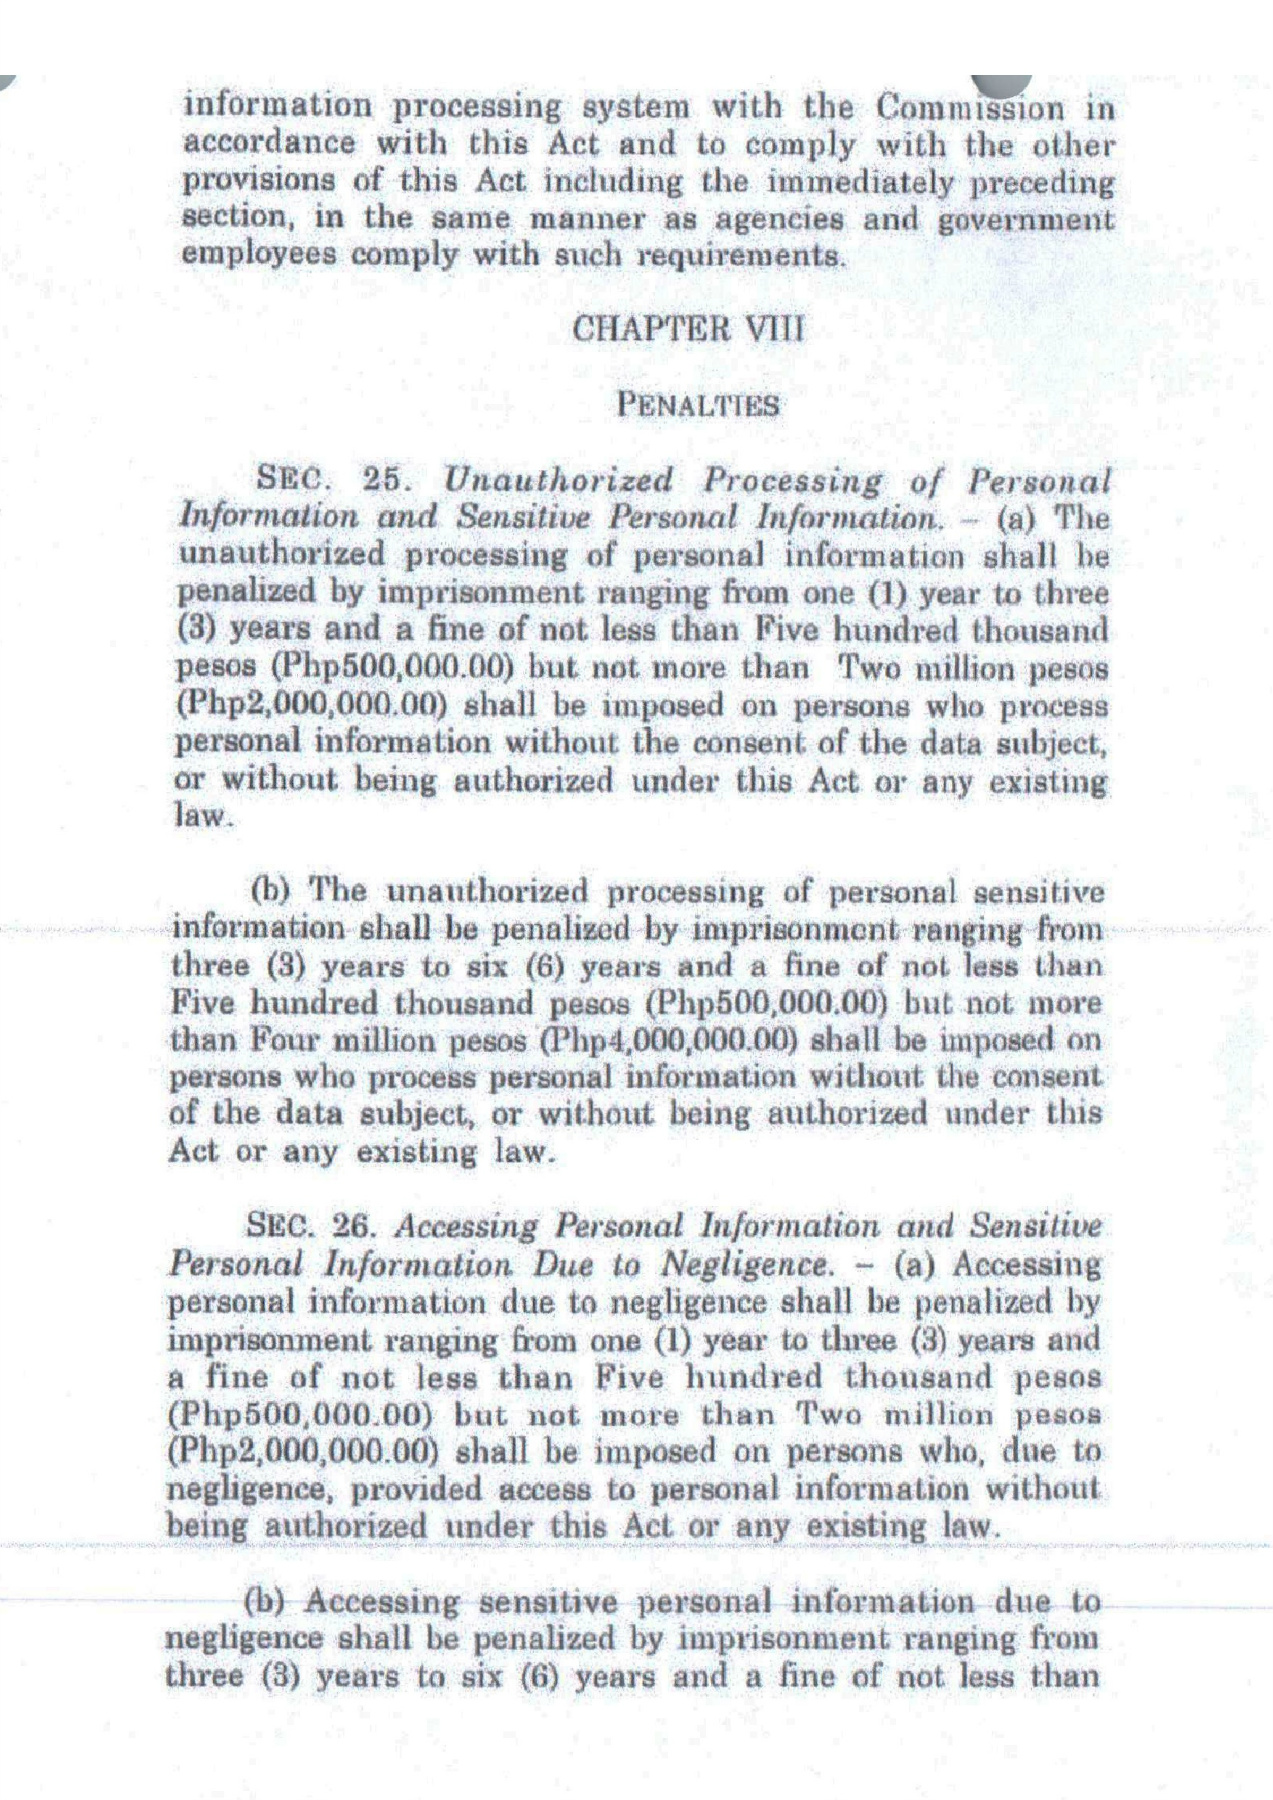 information processing system with the Commission in
accordance with this Act and to comply with the other
provisions of this Act including the immediately preceding
section, in the same manner as agencies and government
employees comply with such requirements.
CHAPTER VIII
PENALTIES
SEC. 25. Unauthorized Processing of Personal
Information and Sensitive Personal Information. – (a) The
unauthorized processing of personal information shall be
penalized by imprisonment ranging from one (1) year to three
(3) years and a fine of not less than Five hundred thousand
pesos (Php500,000.00) but not more than Two million pesos
(Php2,000,000.00) shall be imposed on persons who process
personal information without the consent of the data subject,
or without being authorized under this Act or any existing
law.
(b) The unauthorized processing of personal sensitive
information shall be penalized by imprisonment ranging from
three (3) years to six (6) years and a fine of not less than
Five hundred thousand pesos (Php500,000.00) but not more
than Four million pesos (Php4,000,000.00) shall be imposed on
persons who process personal information without the consent
of the data subject, or without being authorized under this
Act or any existing law.
SEC. 26. Accessing Personal Information and Sensitive
Personal Information Due to Negligence. – (a) Accessing
personal information due to negligence shall be penalized by
imprisonment ranging from one (1) year to three (3) years and
a fine of not less than Five hundred thousand pesos
(Php500,000.00) but not more than Two million pesos
(Php2,000,000.00) shall be imposed on persons who, due to
negligence, provided access to personal information without
being authorized under this Act or any existing law.
(b) Accessing sensitive personal information due to
negligence shall be penalized by imprisonment ranging from
three (3) years to six (6) years and a fine of not less than